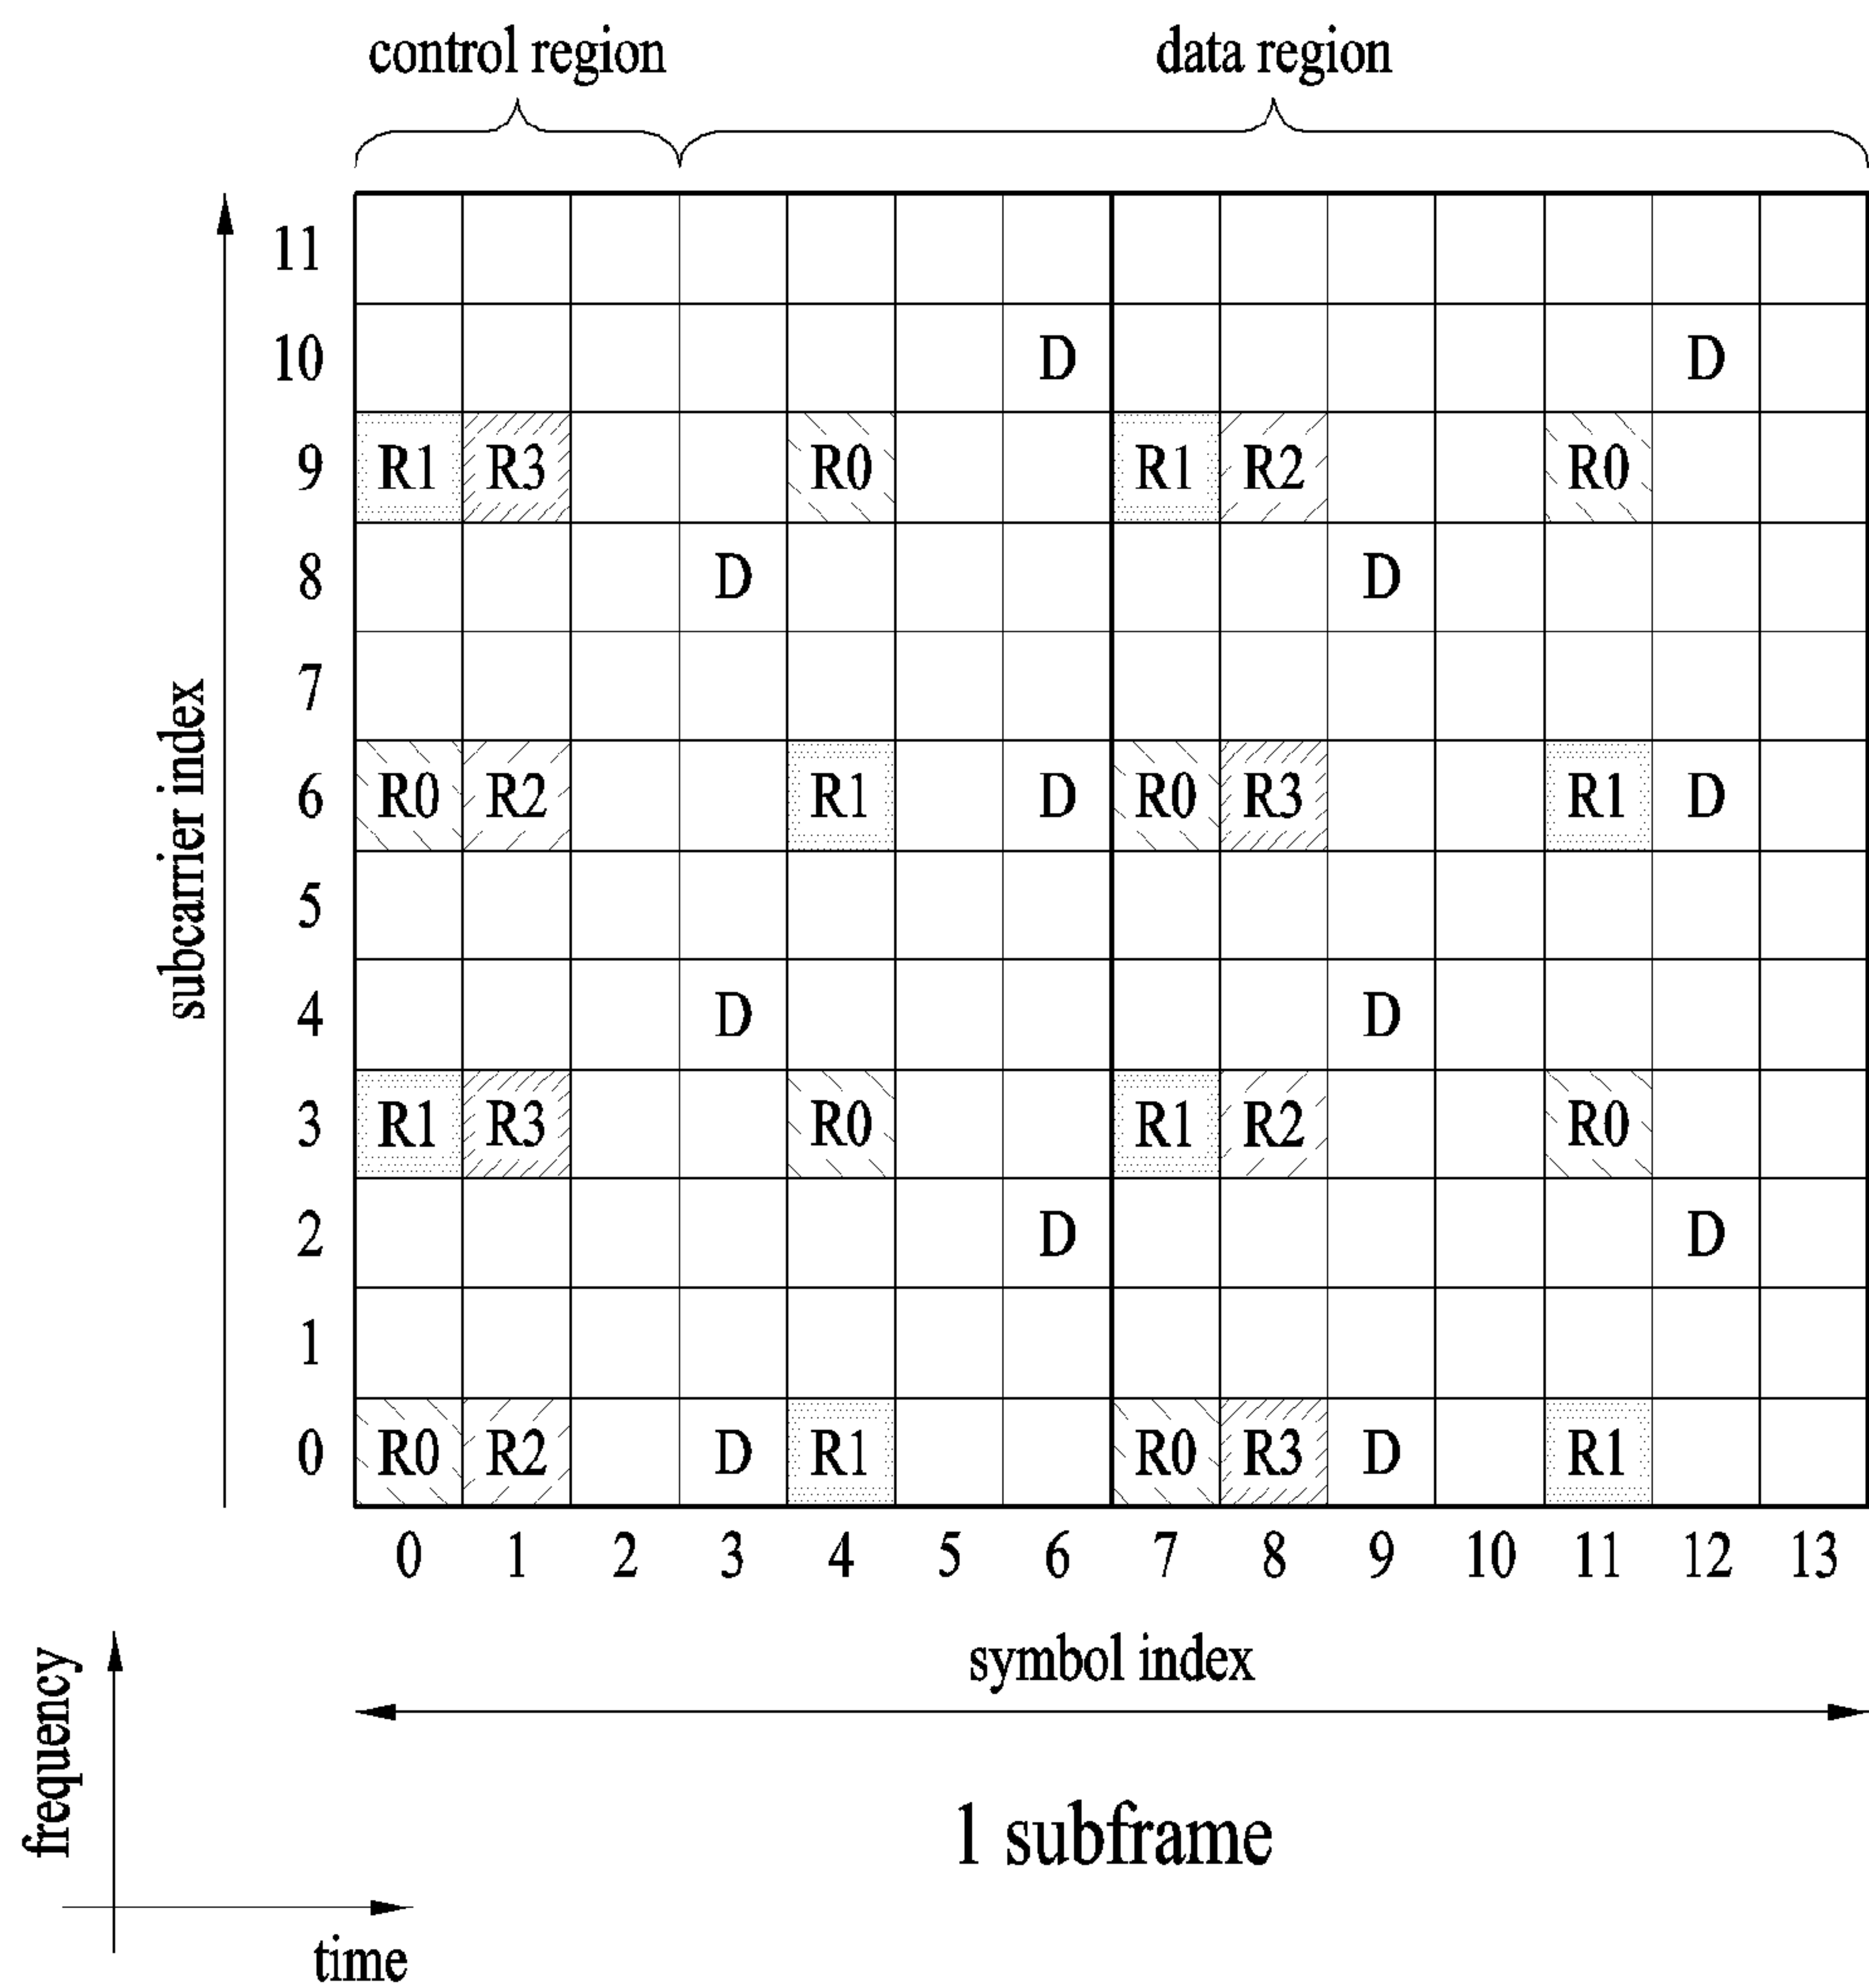 control region data region
11
10 D D
9 R1 R3 R0 R1 R2 R0
8 D D
7
6 R0 R2 R1 D R0 R3 R1 D
5
4 D D
3 R1 R3 R0 R1 R2 R0
2 D D
1
0 R0 R2 D R1 R0 R3 D R1
0 1 2 3 4 5 6 7 8 9 10 11 12 13
subcarrier index
symbol index
1 subframe
frequency
time